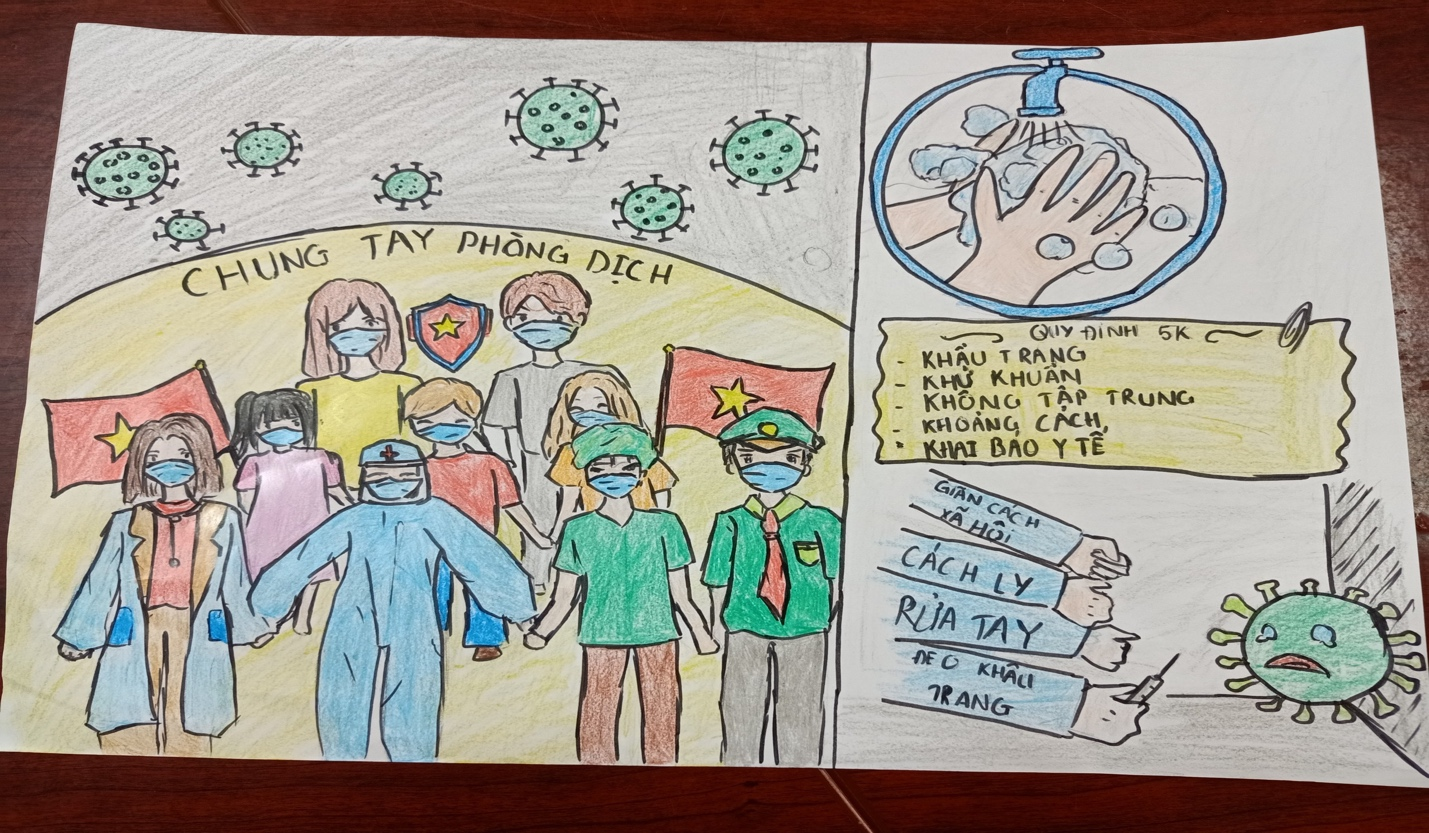 CHUNG TAY PHÒNG DỊCH
QUY ĐỊNH 5K
- KHẨU TRANG
- KHỬ KHUẨN
- KHÔNG TẬP TRUNG
- KHOẢNG CÁCH,
- KHAI BÁO Y TẾ
GIÃN CÁCH
XÃ HỘI
CÁCH LY
RỬA TAY
ĐEO KHẨU
TRANG